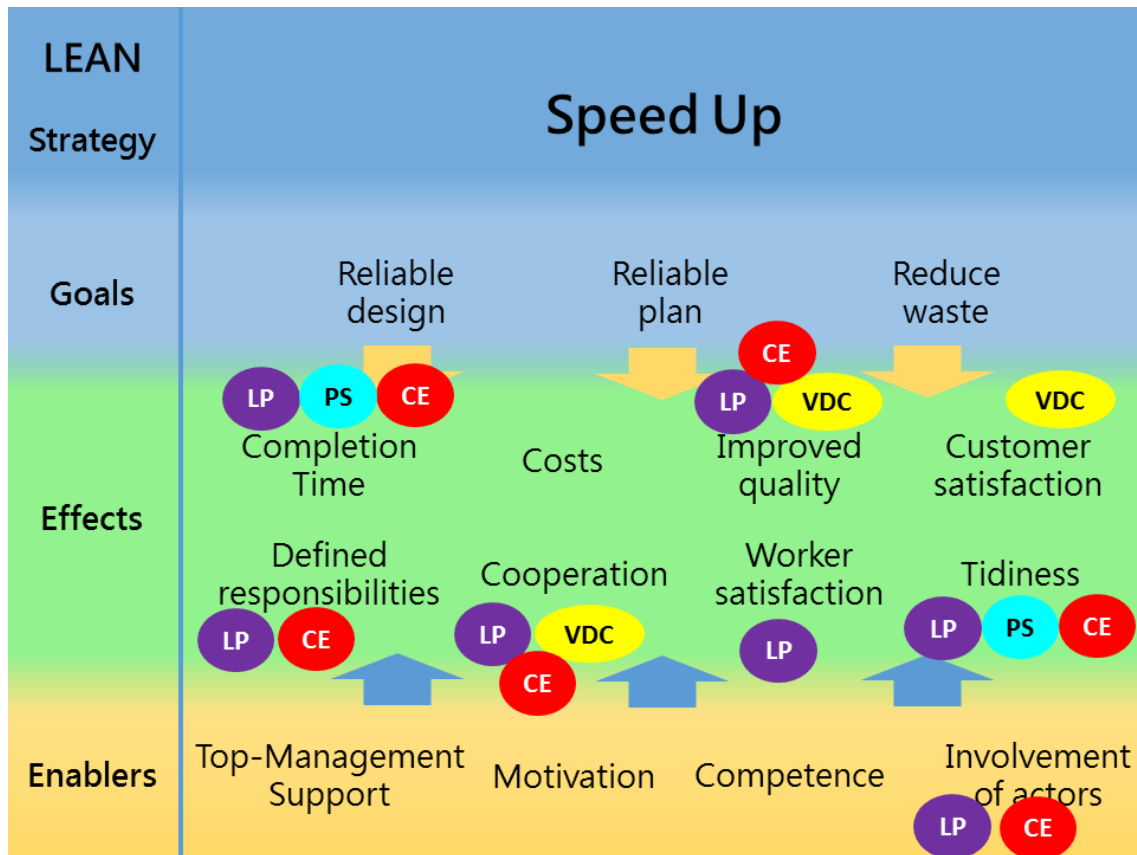 LEAN
Strategy
Speed Up
Goals
Reliable
design
Reliable
plan
Reduce
waste
Effects
LP PS CE
Completion
Time
Costs
CE
LP VDC
Improved
quality
VDC
Customer
satisfaction
Defined
responsibilities
LP CE
Cooperation
LP VDC
CE
Worker
satisfaction
LP
Tidiness
LP PS CE
Enablers
Top-Management
Support
Motivation
Competence
Involvement
of actors
LP CE